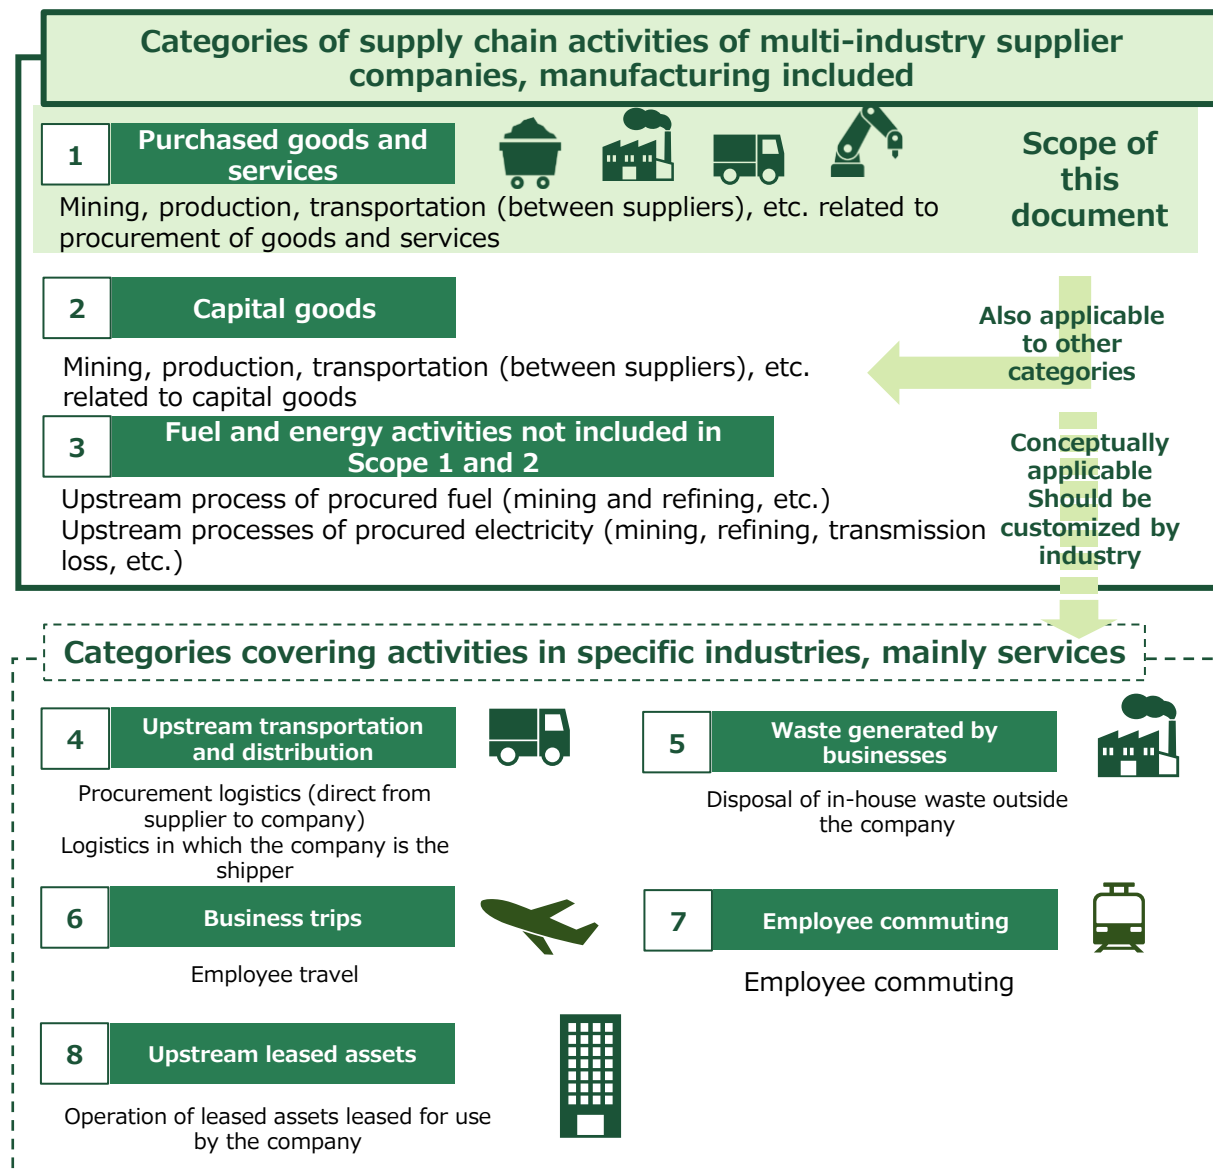 Categories of supply chain activities of multi-industry supplier
companies, manufacturing included
1
Purchased goods and
services
Scope of
this
document
Mining, production, transportation (between suppliers), etc. related to
procurement of goods and services
2
Capital goods
Also applicable
to other
categories
Mining, production, transportation (between suppliers), etc.
related to capital goods
3
Fuel and energy activities not included in
Scope 1 and 2
Conceptually
applicable
Should be
customized by
industry
Upstream process of procured fuel (mining and refining, etc.)
Upstream processes of procured electricity (mining, refining, transmission
loss, etc.)
Categories covering activities in specific industries, mainly services
4
Upstream transportation
and distribution
Procurement logistics (direct from
supplier to company)
Logistics in which the company is the
shipper
5
Waste generated by
businesses
Disposal of in-house waste outside
the company
6
Business trips
Employee travel
7
Employee commuting
Employee commuting
8
Upstream leased assets
Operation of leased assets leased for use
by the company